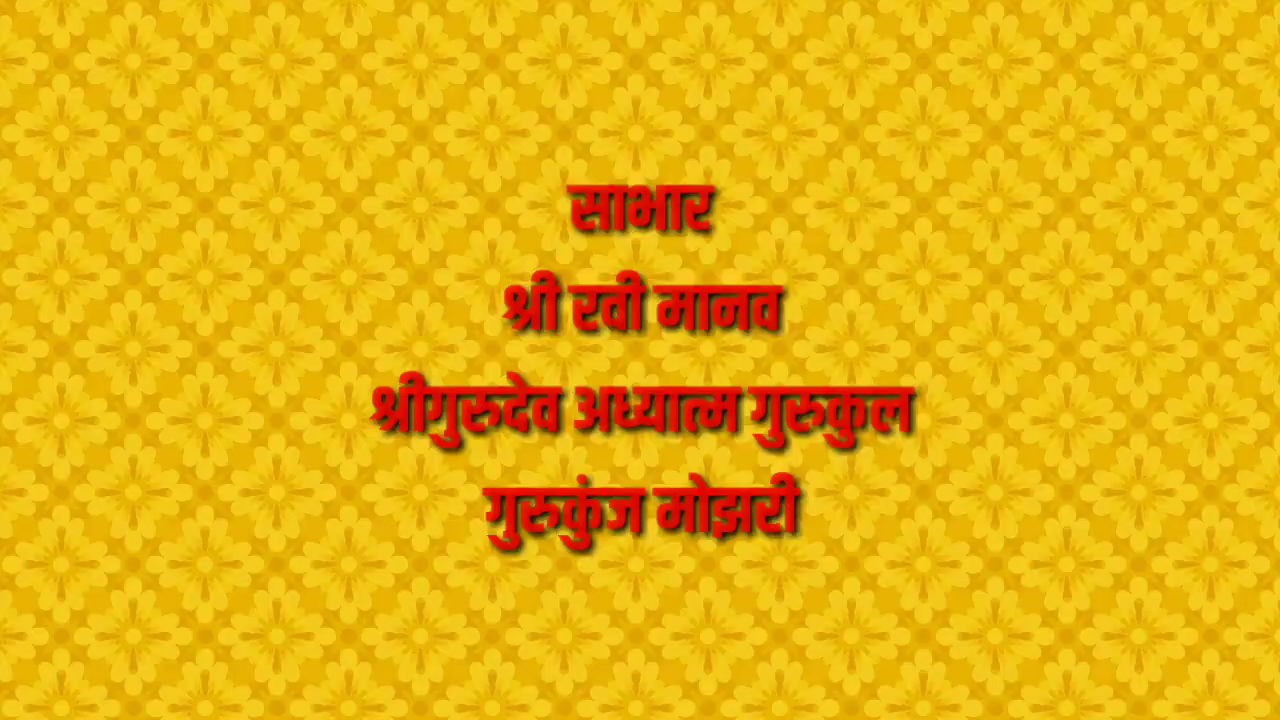 साभार
श्री रवी मानव
श्रीगुरुदेव अध्यात्म गुरुकुल
गुरुकुंज मोझरी